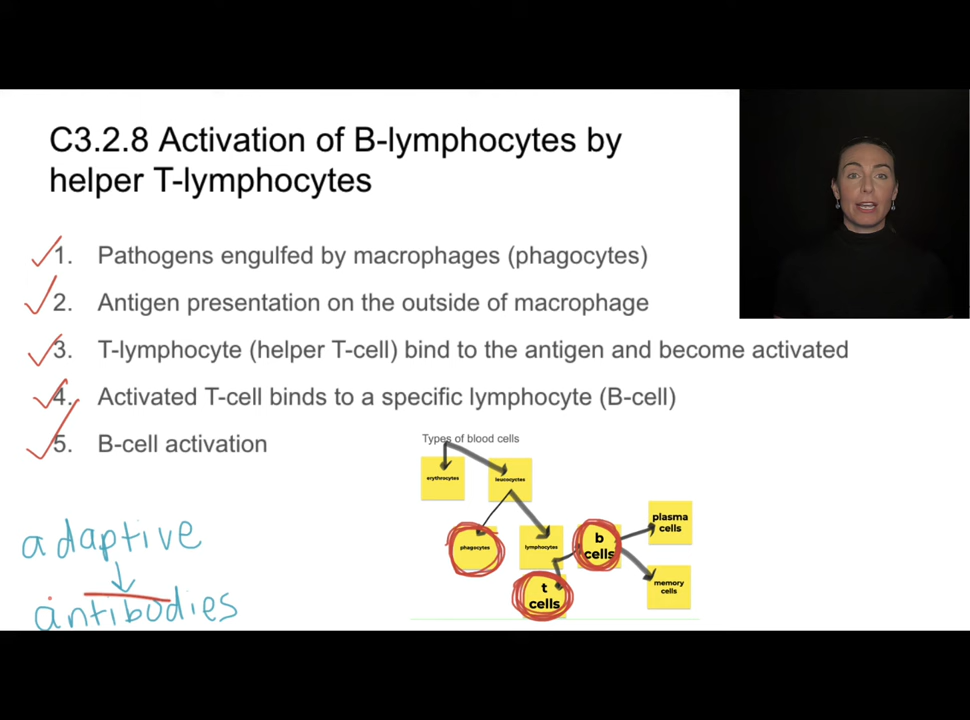 C3.2.8 Activation of B-lymphocytes by
helper T-lymphocytes
1. Pathogens engulfed by macrophages (phagocytes)
2. Antigen presentation on the outside of macrophage
3. T-lymphocyte (helper T-cell) bind to the antigen and become activated
4. Activated T-cell binds to a specific lymphocyte (B-cell)
5. B-cell activation
Types of blood cells
erythrocytes
leucocytes
phagocytes
lymphocytes
b
cells
plasma
cells
t
cells
memory
cells
adaptive
antibodies